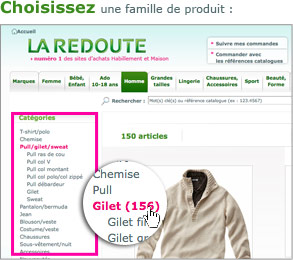 Choisissez une famille de produit :
Accueil
LA REDOUTE
• numéro 1 des sites d'achats Habillement et Maison
• Suivre mes commandes
• Commander avec les références catalogue
Marques Femme Bébé, Enfant Ado 10-18 ans Homme Grandes tailles Lingerie Chaussures, Accessoires Sport Beauté, Forme
Rechercher : Mot(s) clé(s) ou référence catalogue (ex : 123.4567)
Catégories
150 articles
T-shirt/polo
Chemise
Pull/gilet/sweat
Pull ras de cou
Pull col V
Pull col montant
Pull col polo/col zippé
Pull débardeur
Gilet
Sweat
Pantalon/bermuda
Jean
Blouson/veste
Costume/veste
Chaussures
Sous-vêtement/nuit
Accessoires
Chemise
Pull
Gilet (156)
Gilet fi
Gilet gr